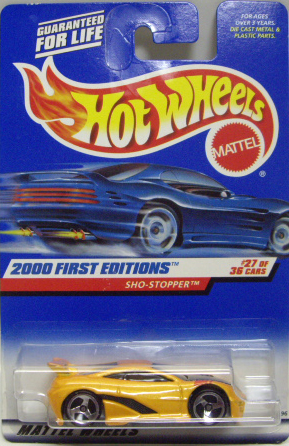 GUARANTEED
FOR LIFE
FOR AGES
OVER 3 YEARS.
DIE CAST METAL &
PLASTIC PARTS.
Hot Wheels
MATTEL
®
2000 FIRST EDITIONS™
#27 OF
36 CARS
SHO-STOPPER™
MATTEL WHEELS